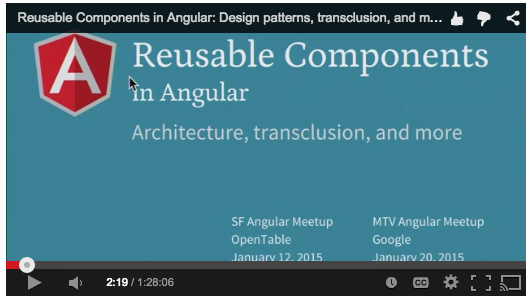 Reusable Components in Angular: Design patterns, transclusion, and m...
A
Reusable Components
in Angular
Architecture, transclusion, and more
SF Angular Meetup
OpenTable
January 12, 2015
MTV Angular Meetup
Google
January 20, 2015
2:19 / 1:28:06
CC